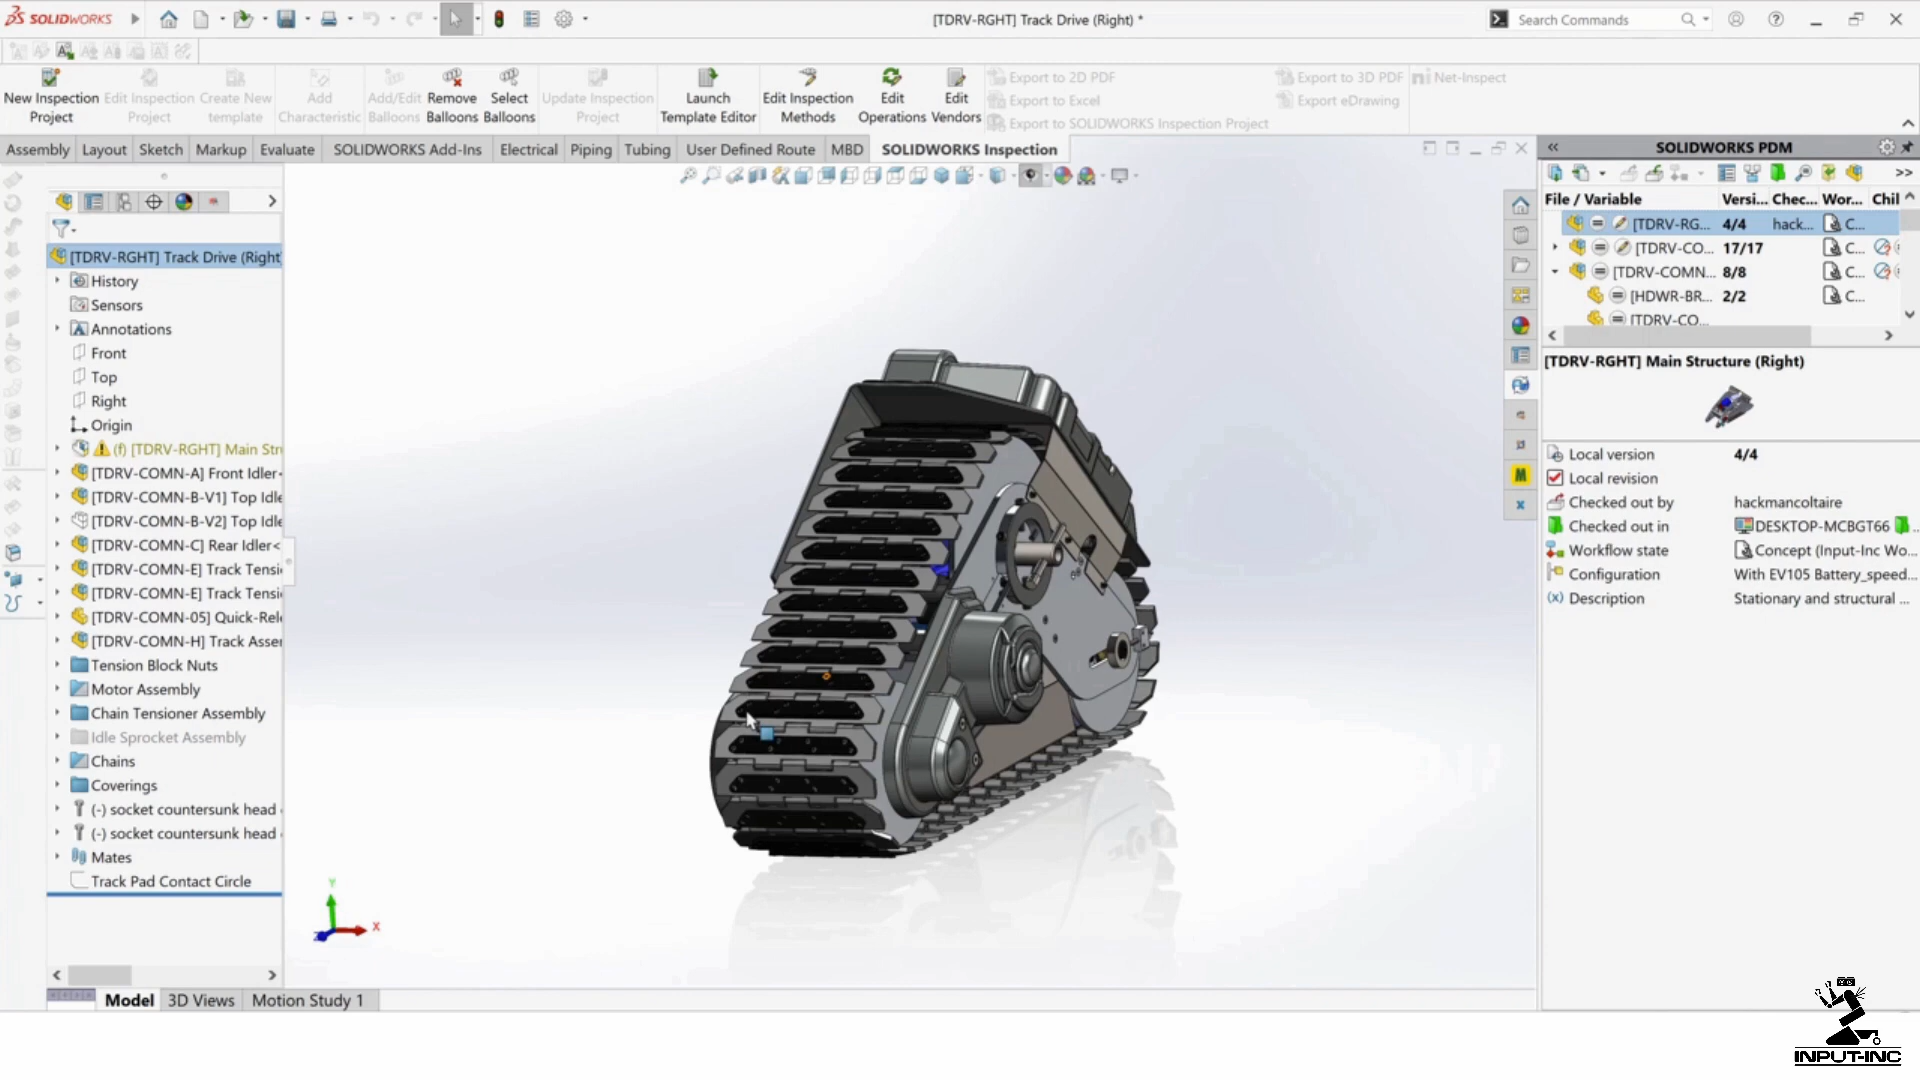 SOLIDWORKS
[TDRV-RGHT] Track Drive (Right) *
Search Commands
New Inspection Project
Edit Inspection Project
Create New template
Add Characteristic
Add/Edit Balloons
Remove Balloons
Select Balloons
Update Inspection Project
Launch Template Editor
Edit Inspection Methods
Edit Operations
Edit Vendors
Export to 2D PDF
Export to Excel
Export to SOLIDWORKS Inspection Project
Export to 3D PDF
Export eDrawing
Net-Inspect
Assembly Layout Sketch Markup Evaluate SOLIDWORKS Add-Ins Electrical Piping Tubing User Defined Route MBD SOLIDWORKS Inspection
[TDRV-RGHT] Track Drive (Right
History
Sensors
Annotations
Front
Top
Right
Origin
(f) [TDRV-RGHT] Main Str
[TDRV-COMN-A] Front Idler<
[TDRV-COMN-B-V1] Top Idle
[TDRV-COMN-B-V2] Top Idle
[TDRV-COMN-C] Rear Idler<
[TDRV-COMN-E] Track Tensi
[TDRV-COMN-E] Track Tensi
[TDRV-COMN-05] Quick-Rel
[TDRV-COMN-H] Track Asser
Tension Block Nuts
Motor Assembly
Chain Tensioner Assembly
Idle Sprocket Assembly
Chains
Coverings
(-) socket countersunk head
(-) socket countersunk head
Mates
Track Pad Contact Circle
Y
X
Z
Model 3D Views Motion Study 1
SOLIDWORKS PDM
>>
File / Variable Versi... Chec... Wor... Chil
[TDRV-RG... 4/4 hack... C...
[TDRV-CO... 17/17 C...
[TDRV-COMN... 8/8 C...
[HDWR-BR... 2/2 C...
[TDRV-CO...
[TDRV-RGHT] Main Structure (Right)
Local version 4/4
Local revision
Checked out by hackmancoltaire
Checked out in DESKTOP-MCBGT66 ...
Workflow state Concept (Input-Inc Wo...
Configuration With EV105 Battery_speed...
(x) Description Stationary and structural ...
INPUT-INC